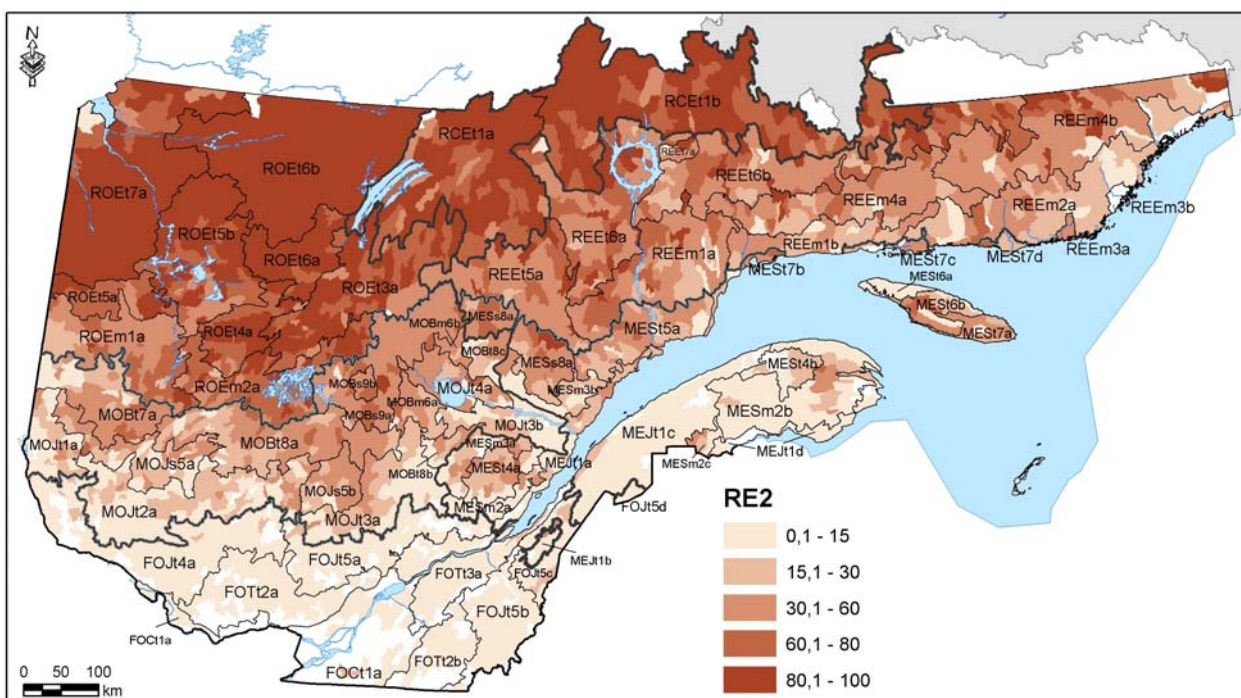 N
RCEt1b
REEm4b
RCEt1a
ROEt6b
REEt7a
REEt6b
ROEt7a
REEm4a
REEm2a
REEm3b
ROEt5b
REEt6a
REEm1b
REEm3a
ROEt6a
REEm1a
MESt7c
MESt7d
MESt7b
REEt5a
MESt6a
ROEt3a
ROEt5a
MESt6b
MESs8a
MOBm6b
MESt5a
ROEt4a
ROEm1a
MESt7a
MOBt8c
MESs8a
MESt4b
ROEm2a
MOBs9b
MOJt4a
MESm3b
MOBm6a
MESm2b
MOBt7a
MOBs9a
MOJt3b
MEJt1c
MOBt8a
MOJt1a
MESm3a
MEJt1d
MOJs5a
MOBt8b
MESt4a
MEJt1a
MESm2c
MOJs5b
RE2
FOJt5d
MOJt2a
MESm2a
MOJt3a
0,1 - 15
FOJt4a
FOJt5a
MEJt1b
15,1 - 30
FOTt3a
FOJt5c
FOTt2a
FOJt5b
30,1 - 60
FOCt1a
60,1 - 80
FOTt2b
FOCt1a
80,1 - 100
0 50 100
km